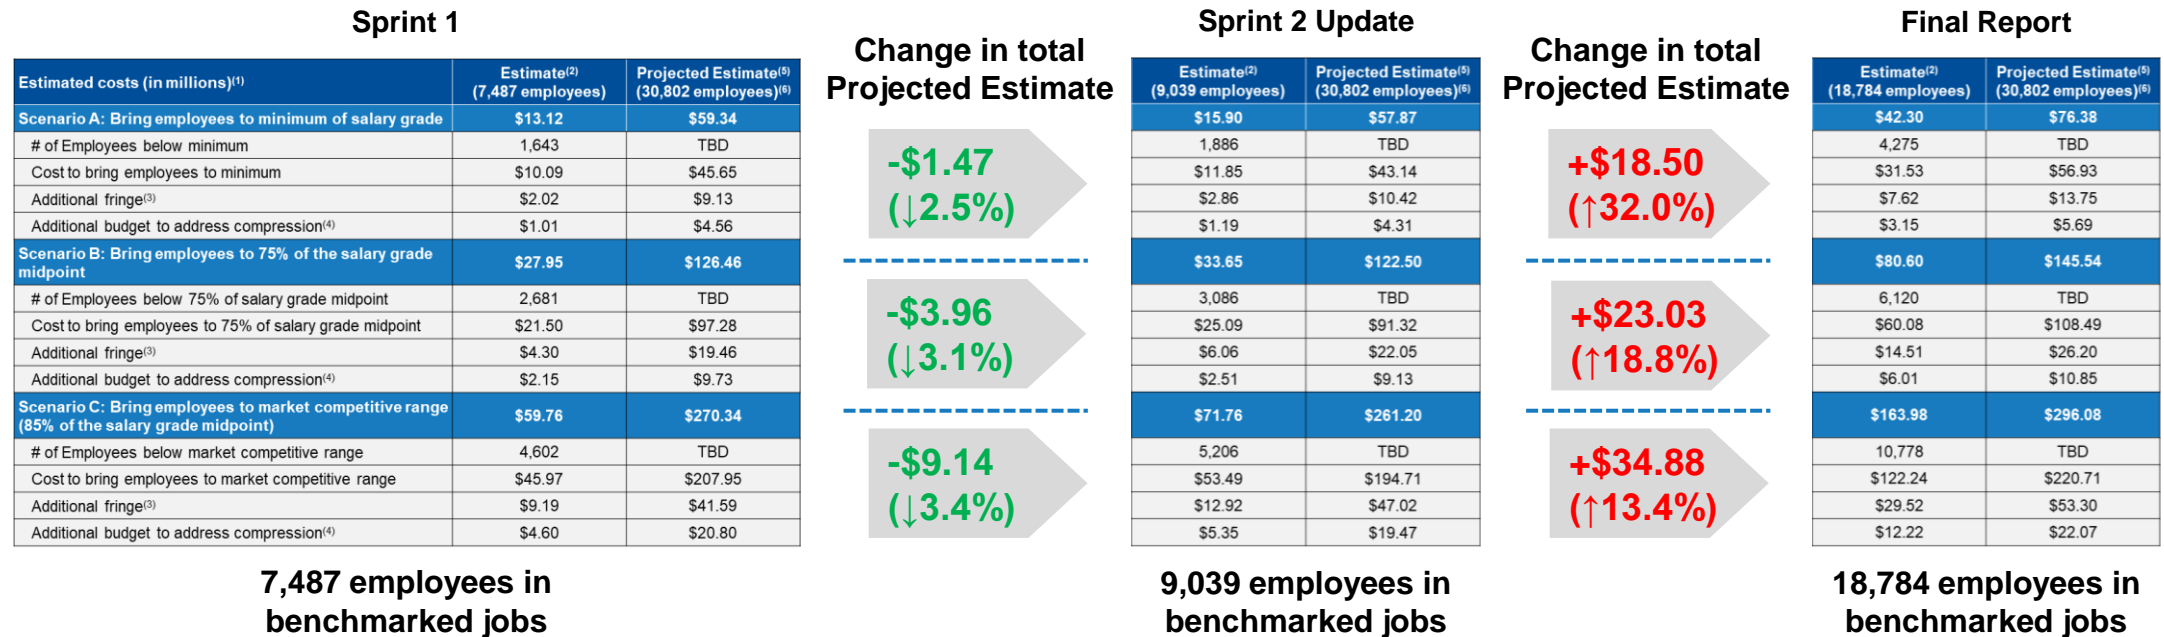 Sprint 1
Estimated costs (in millions)(1) Estimate(2) (7,487 employees) Projected Estimate(5) (30,802 employees)(6)
Scenario A: Bring employees to minimum of salary grade $13.12 $59.34
# of Employees below minimum 1,643 TBD
Cost to bring employees to minimum $10.09 $45.65
Additional fringe(3) $2.02 $9.13
Additional budget to address compression(4) $1.01 $4.56
Scenario B: Bring employees to 75% of the salary grade midpoint $27.95 $126.46
# of Employees below 75% of salary grade midpoint 2,681 TBD
Cost to bring employees to 75% of salary grade midpoint $21.50 $97.28
Additional fringe(3) $4.30 $19.46
Additional budget to address compression(4) $2.15 $9.73
Scenario C: Bring employees to market competitive range (85% of the salary grade midpoint) $59.76 $270.34
# of Employees below market competitive range 4,602 TBD
Cost to bring employees to market competitive range $45.97 $207.95
Additional fringe(3) $9.19 $41.59
Additional budget to address compression(4) $4.60 $20.80
7,487 employees in
benchmarked jobs
Change in total
Projected Estimate
-$1.47
(↓2.5%)
-$3.96
(↓3.1%)
-$9.14
(↓3.4%)
Sprint 2 Update
Estimate(2) (9,039 employees) Projected Estimate(5) (30,802 employees)(6)
$15.90 $57.87
1,886 TBD
$11.85 $43.14
$2.86 $10.42
$1.19 $4.31
$33.65 $122.50
3,086 TBD
$25.09 $91.32
$6.06 $22.05
$2.51 $9.13
$71.76 $261.20
5,206 TBD
$53.49 $194.71
$12.92 $47.02
$5.35 $19.47
9,039 employees in
benchmarked jobs
Change in total
Projected Estimate
+$18.50
(↑32.0%)
+$23.03
(↑18.8%)
+$34.88
(↑13.4%)
Final Report
Estimate(2) (18,784 employees) Projected Estimate(5) (30,802 employees)(6)
$42.30 $76.38
4,275 TBD
$31.53 $56.93
$7.62 $13.75
$3.15 $5.69
$80.60 $145.54
6,120 TBD
$60.08 $108.49
$14.51 $26.20
$6.01 $10.85
$163.98 $296.08
10,778 TBD
$122.24 $220.71
$29.52 $53.30
$12.22 $22.07
18,784 employees in
benchmarked jobs